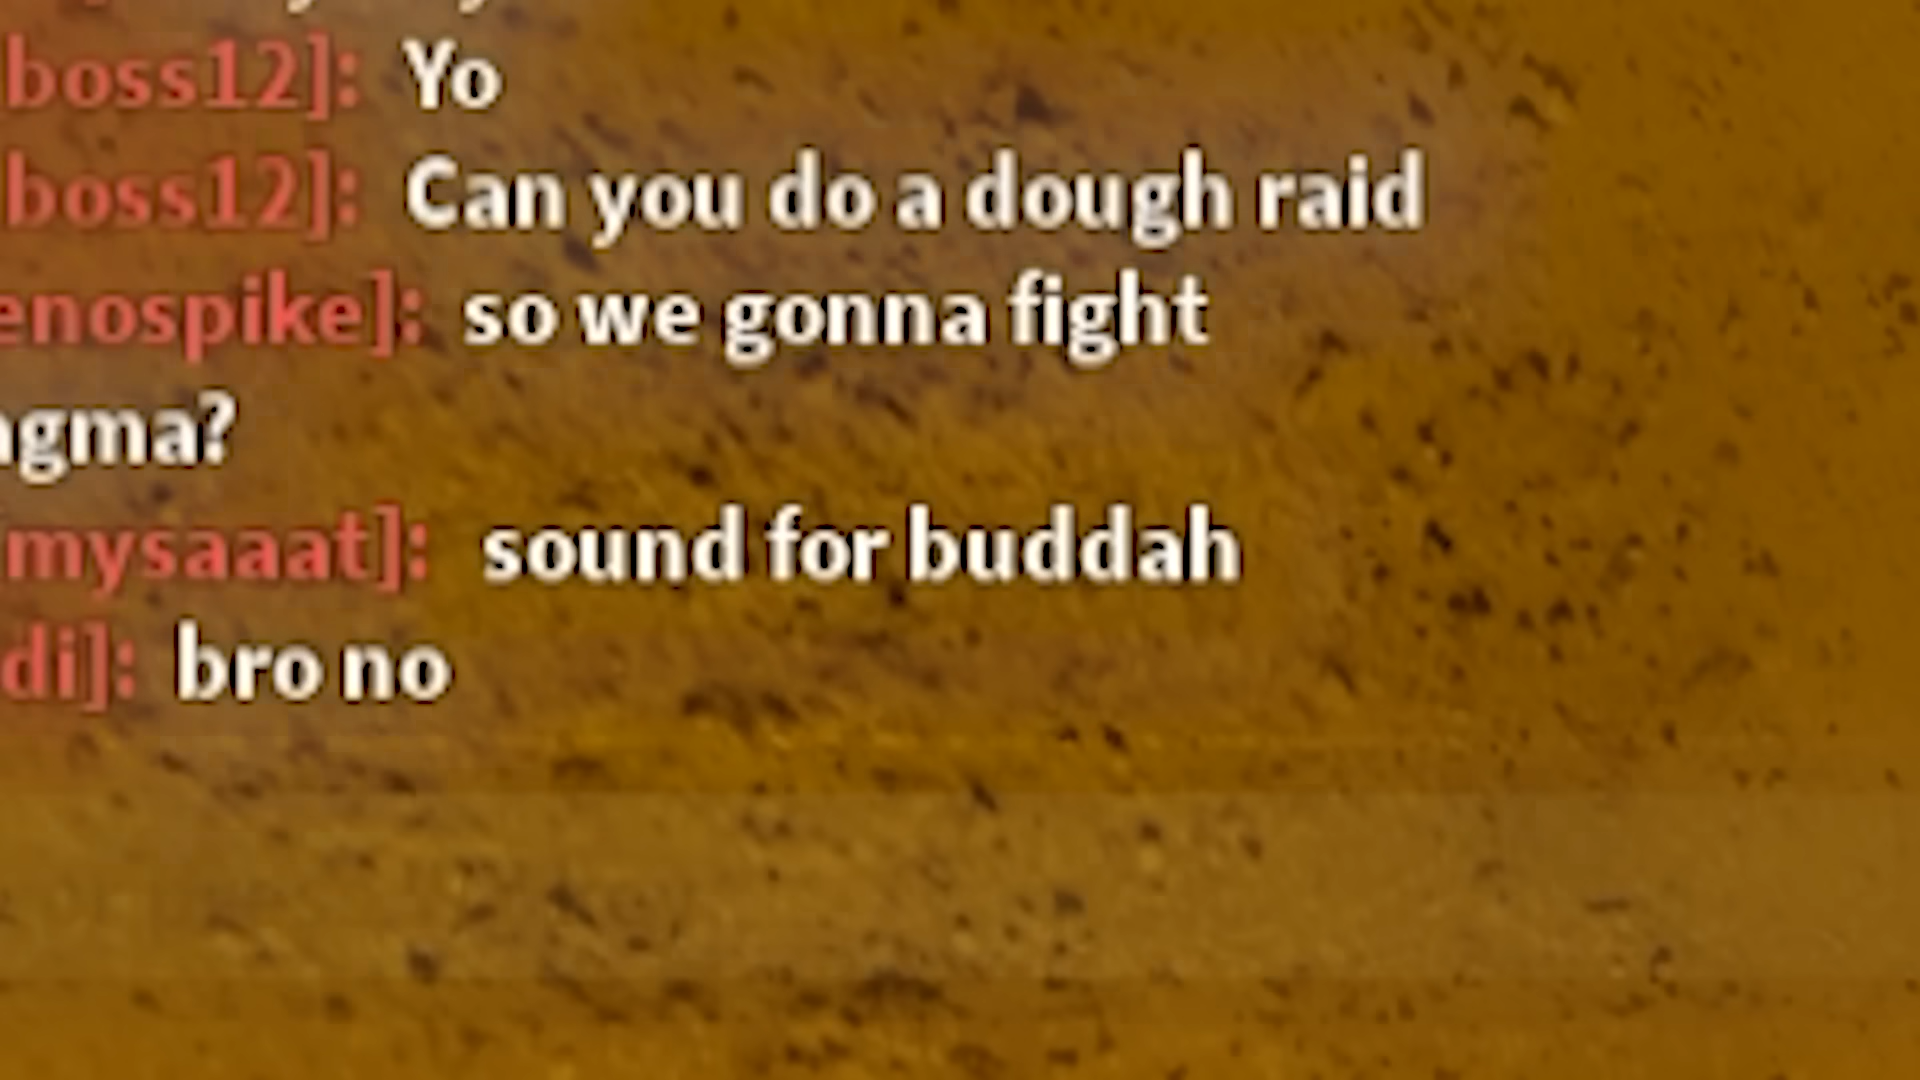 boss12]: Yo
boss12]: Can you do a dough raid
enospike]: so we gonna fight
agma?
[mysaaat]: sound for buddah
di]: bro no